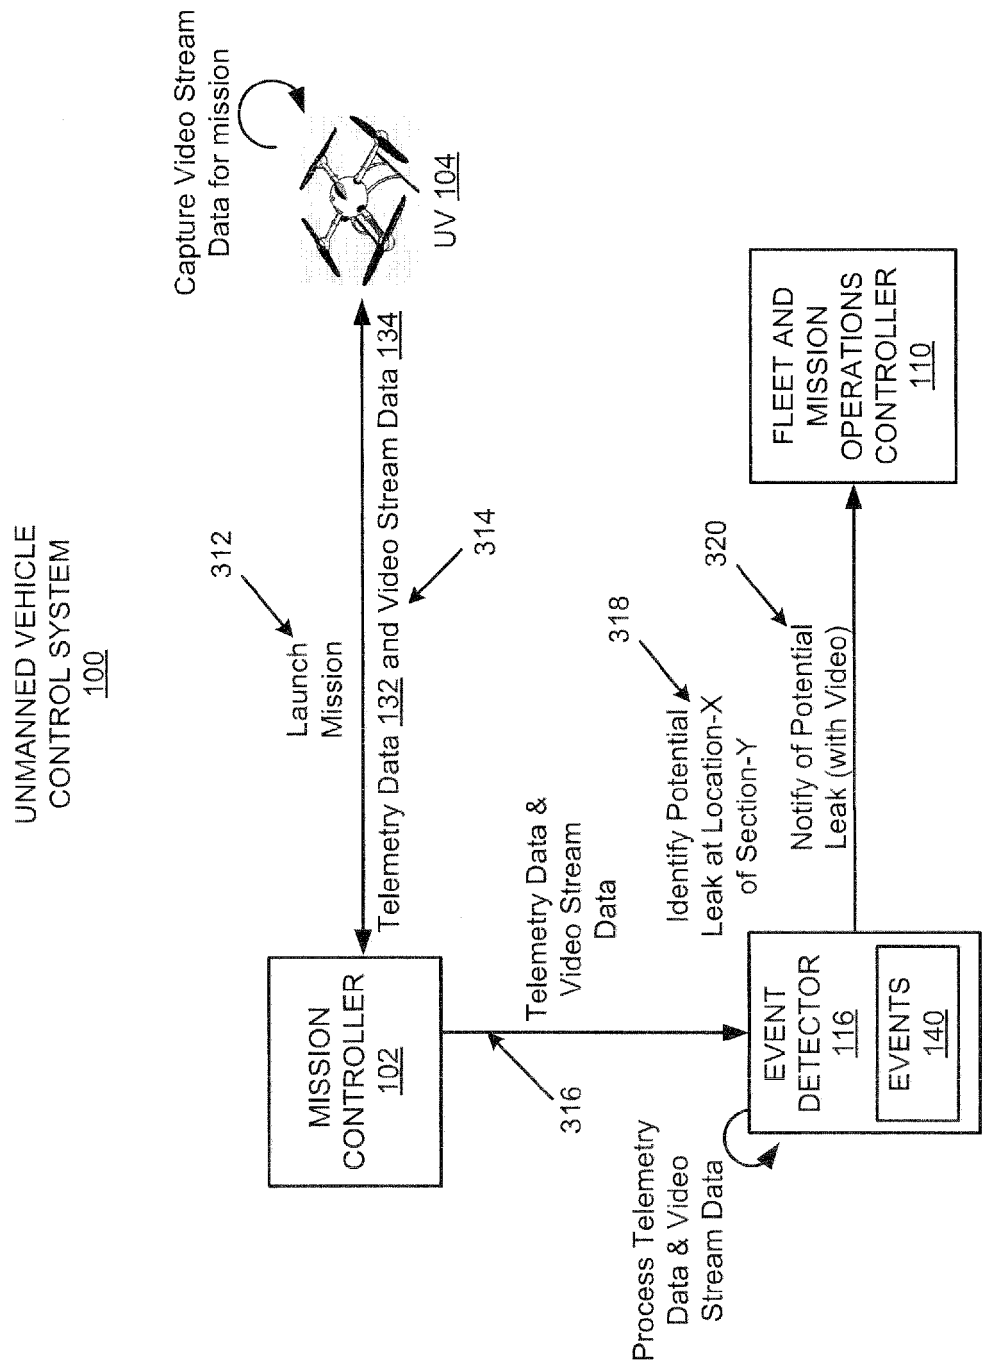 UNMANNED VEHICLE
CONTROL SYSTEM
100
MISSION
CONTROLLER
102
312
Launch
Mission
Telemetry Data 132 and Video Stream Data 134
314
Capture Video Stream
Data for mission
UV 104
316
Telemetry Data &
Video Stream
Data
Process Telemetry
Data & Video
Stream Data
EVENT
DETECTOR
116
EVENTS
140
318
Identify Potential
Leak at Location-X
of Section-Y
320
Notify of Potential
Leak (with Video)
FLEET AND
MISSION
OPERATIONS
CONTROLLER
110